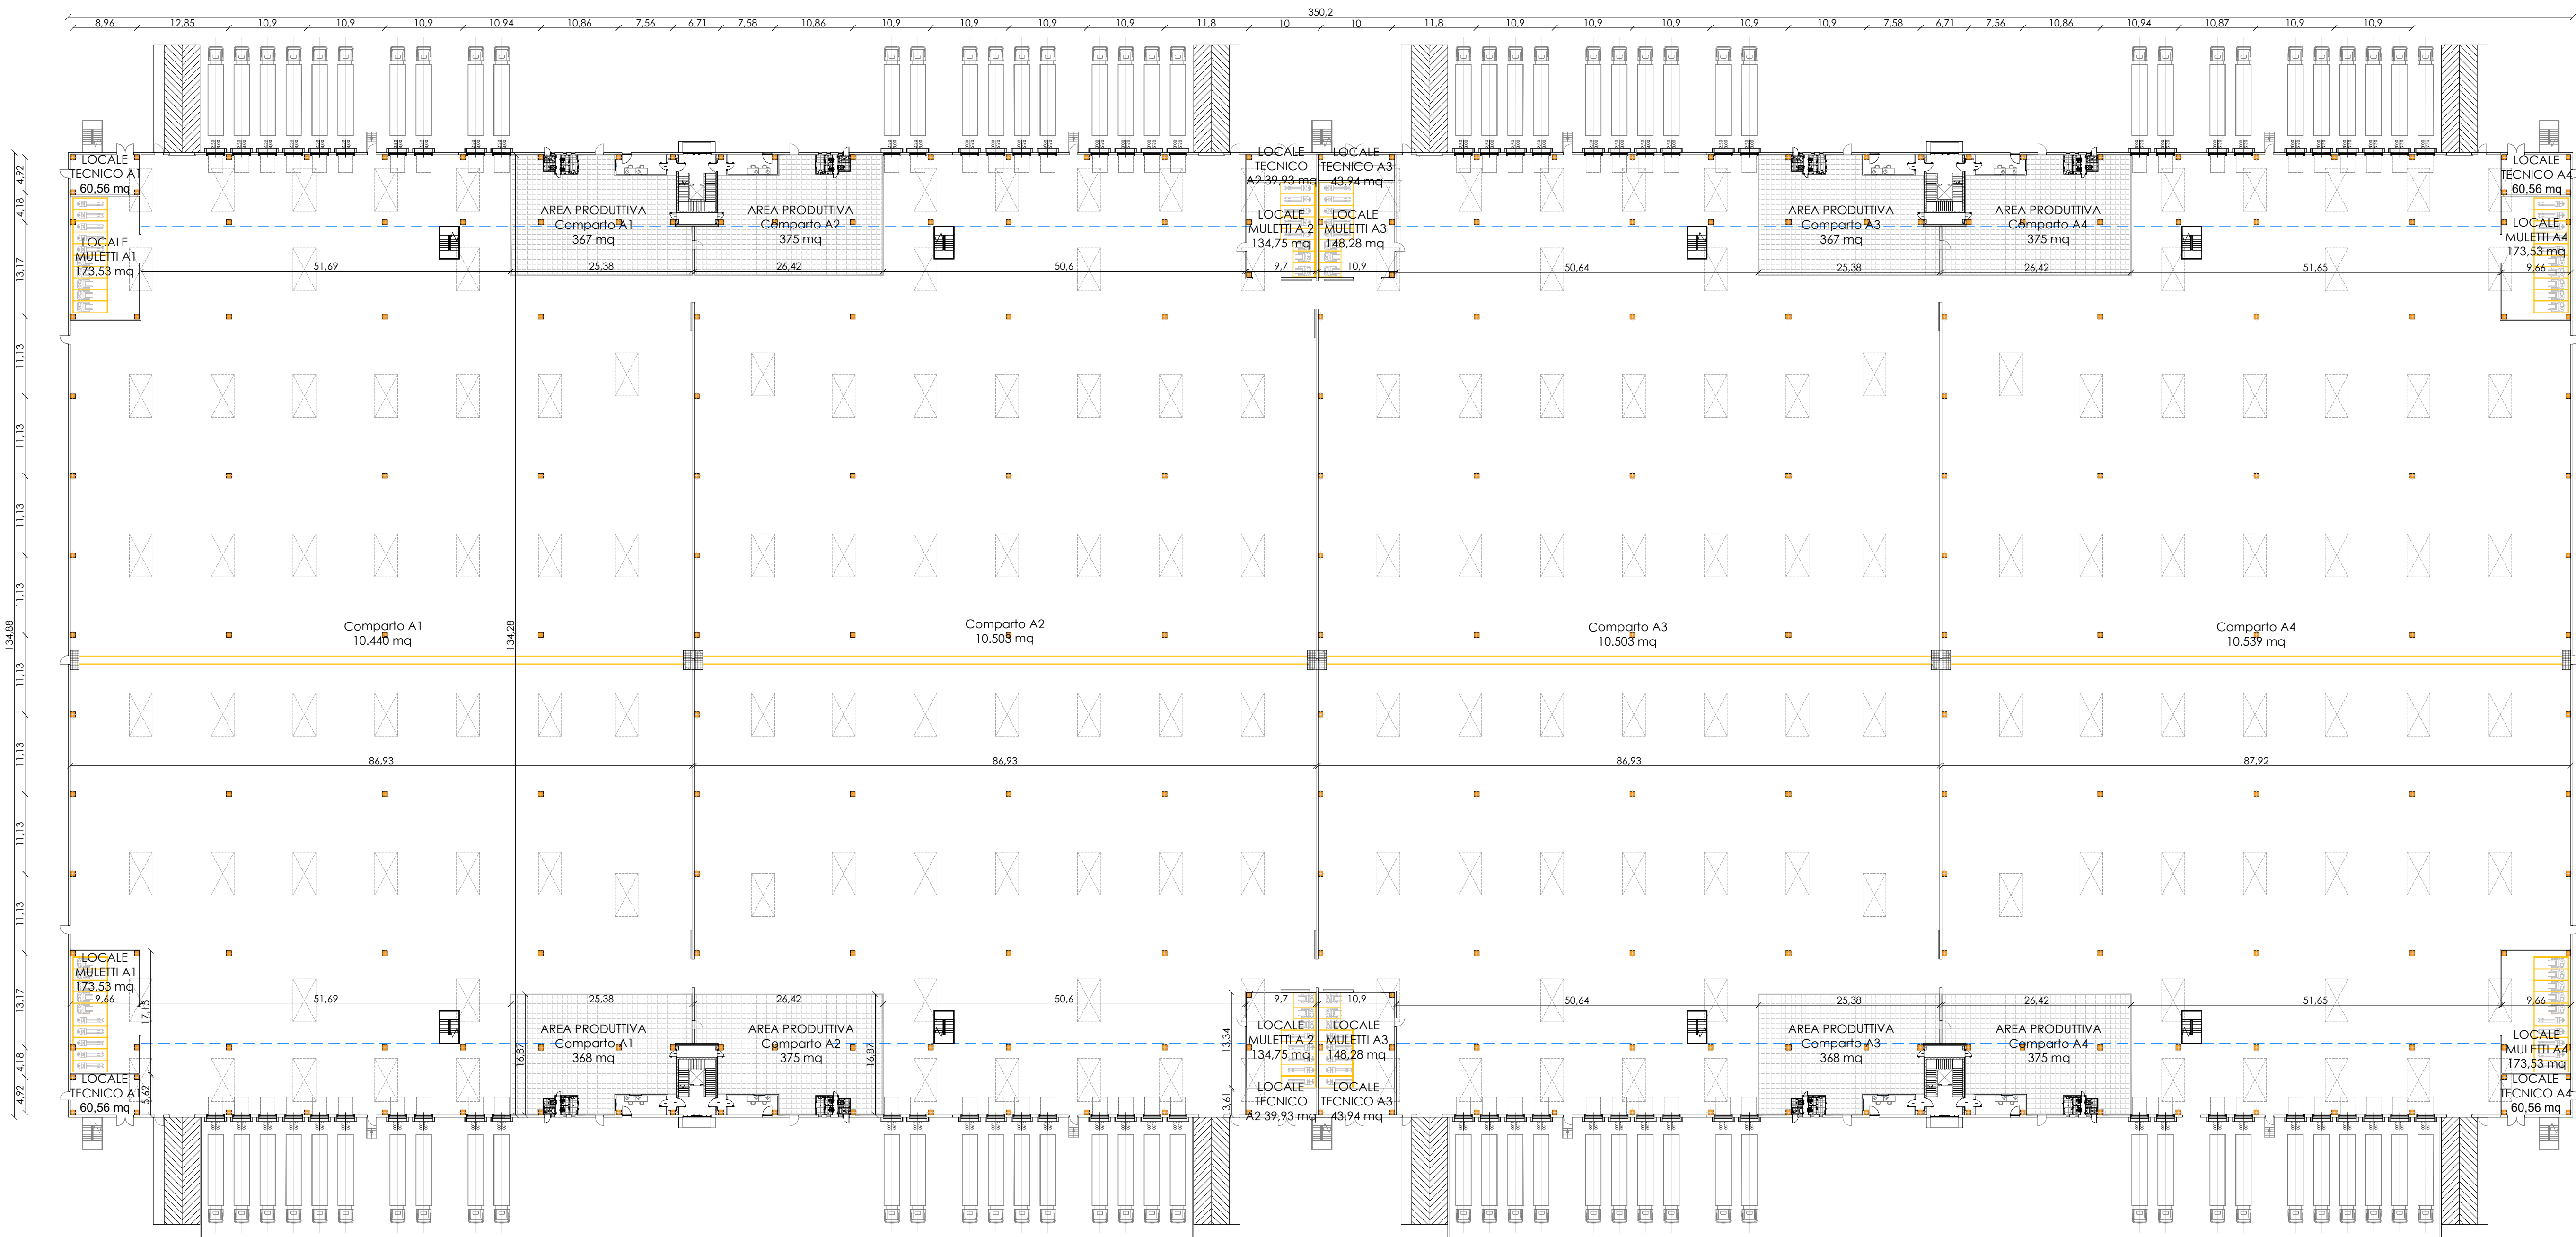 350,2
8,96 12,85 10,9 10,9 10,9 10,94 10,86 7,56 6,71 7,58 10,86 10,9 10,9 10,9 10,9 11,8 10 10 11,8 10,9 10,9 10,9 10,9 10,9 7,58 6,71 7,56 10,86 10,94 10,87 10,9 10,9
LOCALE
TECNICO A1
60,56 mq
LOCALE
MULETTI A1
173,53 mq
AREA PRODUTTIVA
Comparto A1
367 mq
AREA PRODUTTIVA
Comparto A2
375 mq
LOCALE
TECNICO
A2 39,93 mq
LOCALE
TECNICO A3
43,94 mq
LOCALE
MULETTI A 2
134,75 mq
LOCALE
MULETTI A3
148,28 mq
AREA PRODUTTIVA
Comparto A3
367 mq
AREA PRODUTTIVA
Comparto A4
375 mq
LOCALE
TECNICO A4
60,56 mq
LOCALE
MULETTI A4
173,53 mq
51,69 25,38 26,42 50,6 9,7 10,9 50,64 25,38 26,42 51,65 9,66
4,92
4,18
13,17
11,13
11,13
11,13
11,13
11,13
11,13
11,13
11,13
13,17
4,18
4,92
134,88
134,28
Comparto A1
10.440 mq
Comparto A2
10.503 mq
Comparto A3
10.503 mq
Comparto A4
10.539 mq
86,93 86,93 86,93 87,92
LOCALE
MULETTI A1
173,53 mq
9,66 51,69 25,38 26,42 50,6 9,7 10,9 50,64 25,38 26,42 51,65 9,66
17,15
5,62
16,87
16,87
13,34
3,61
LOCALE
TECNICO A1
60,56 mq
AREA PRODUTTIVA
Comparto A1
368 mq
AREA PRODUTTIVA
Comparto A2
375 mq
LOCALE
MULETTI A 2
134,75 mq
LOCALE
MULETTI A3
148,28 mq
LOCALE
TECNICO
A2 39,93 mq
LOCALE
TECNICO A3
43,94 mq
AREA PRODUTTIVA
Comparto A3
368 mq
AREA PRODUTTIVA
Comparto A4
375 mq
LOCALE
MULETTI A4
173,53 mq
LOCALE
TECNICO A4
60,56 mq